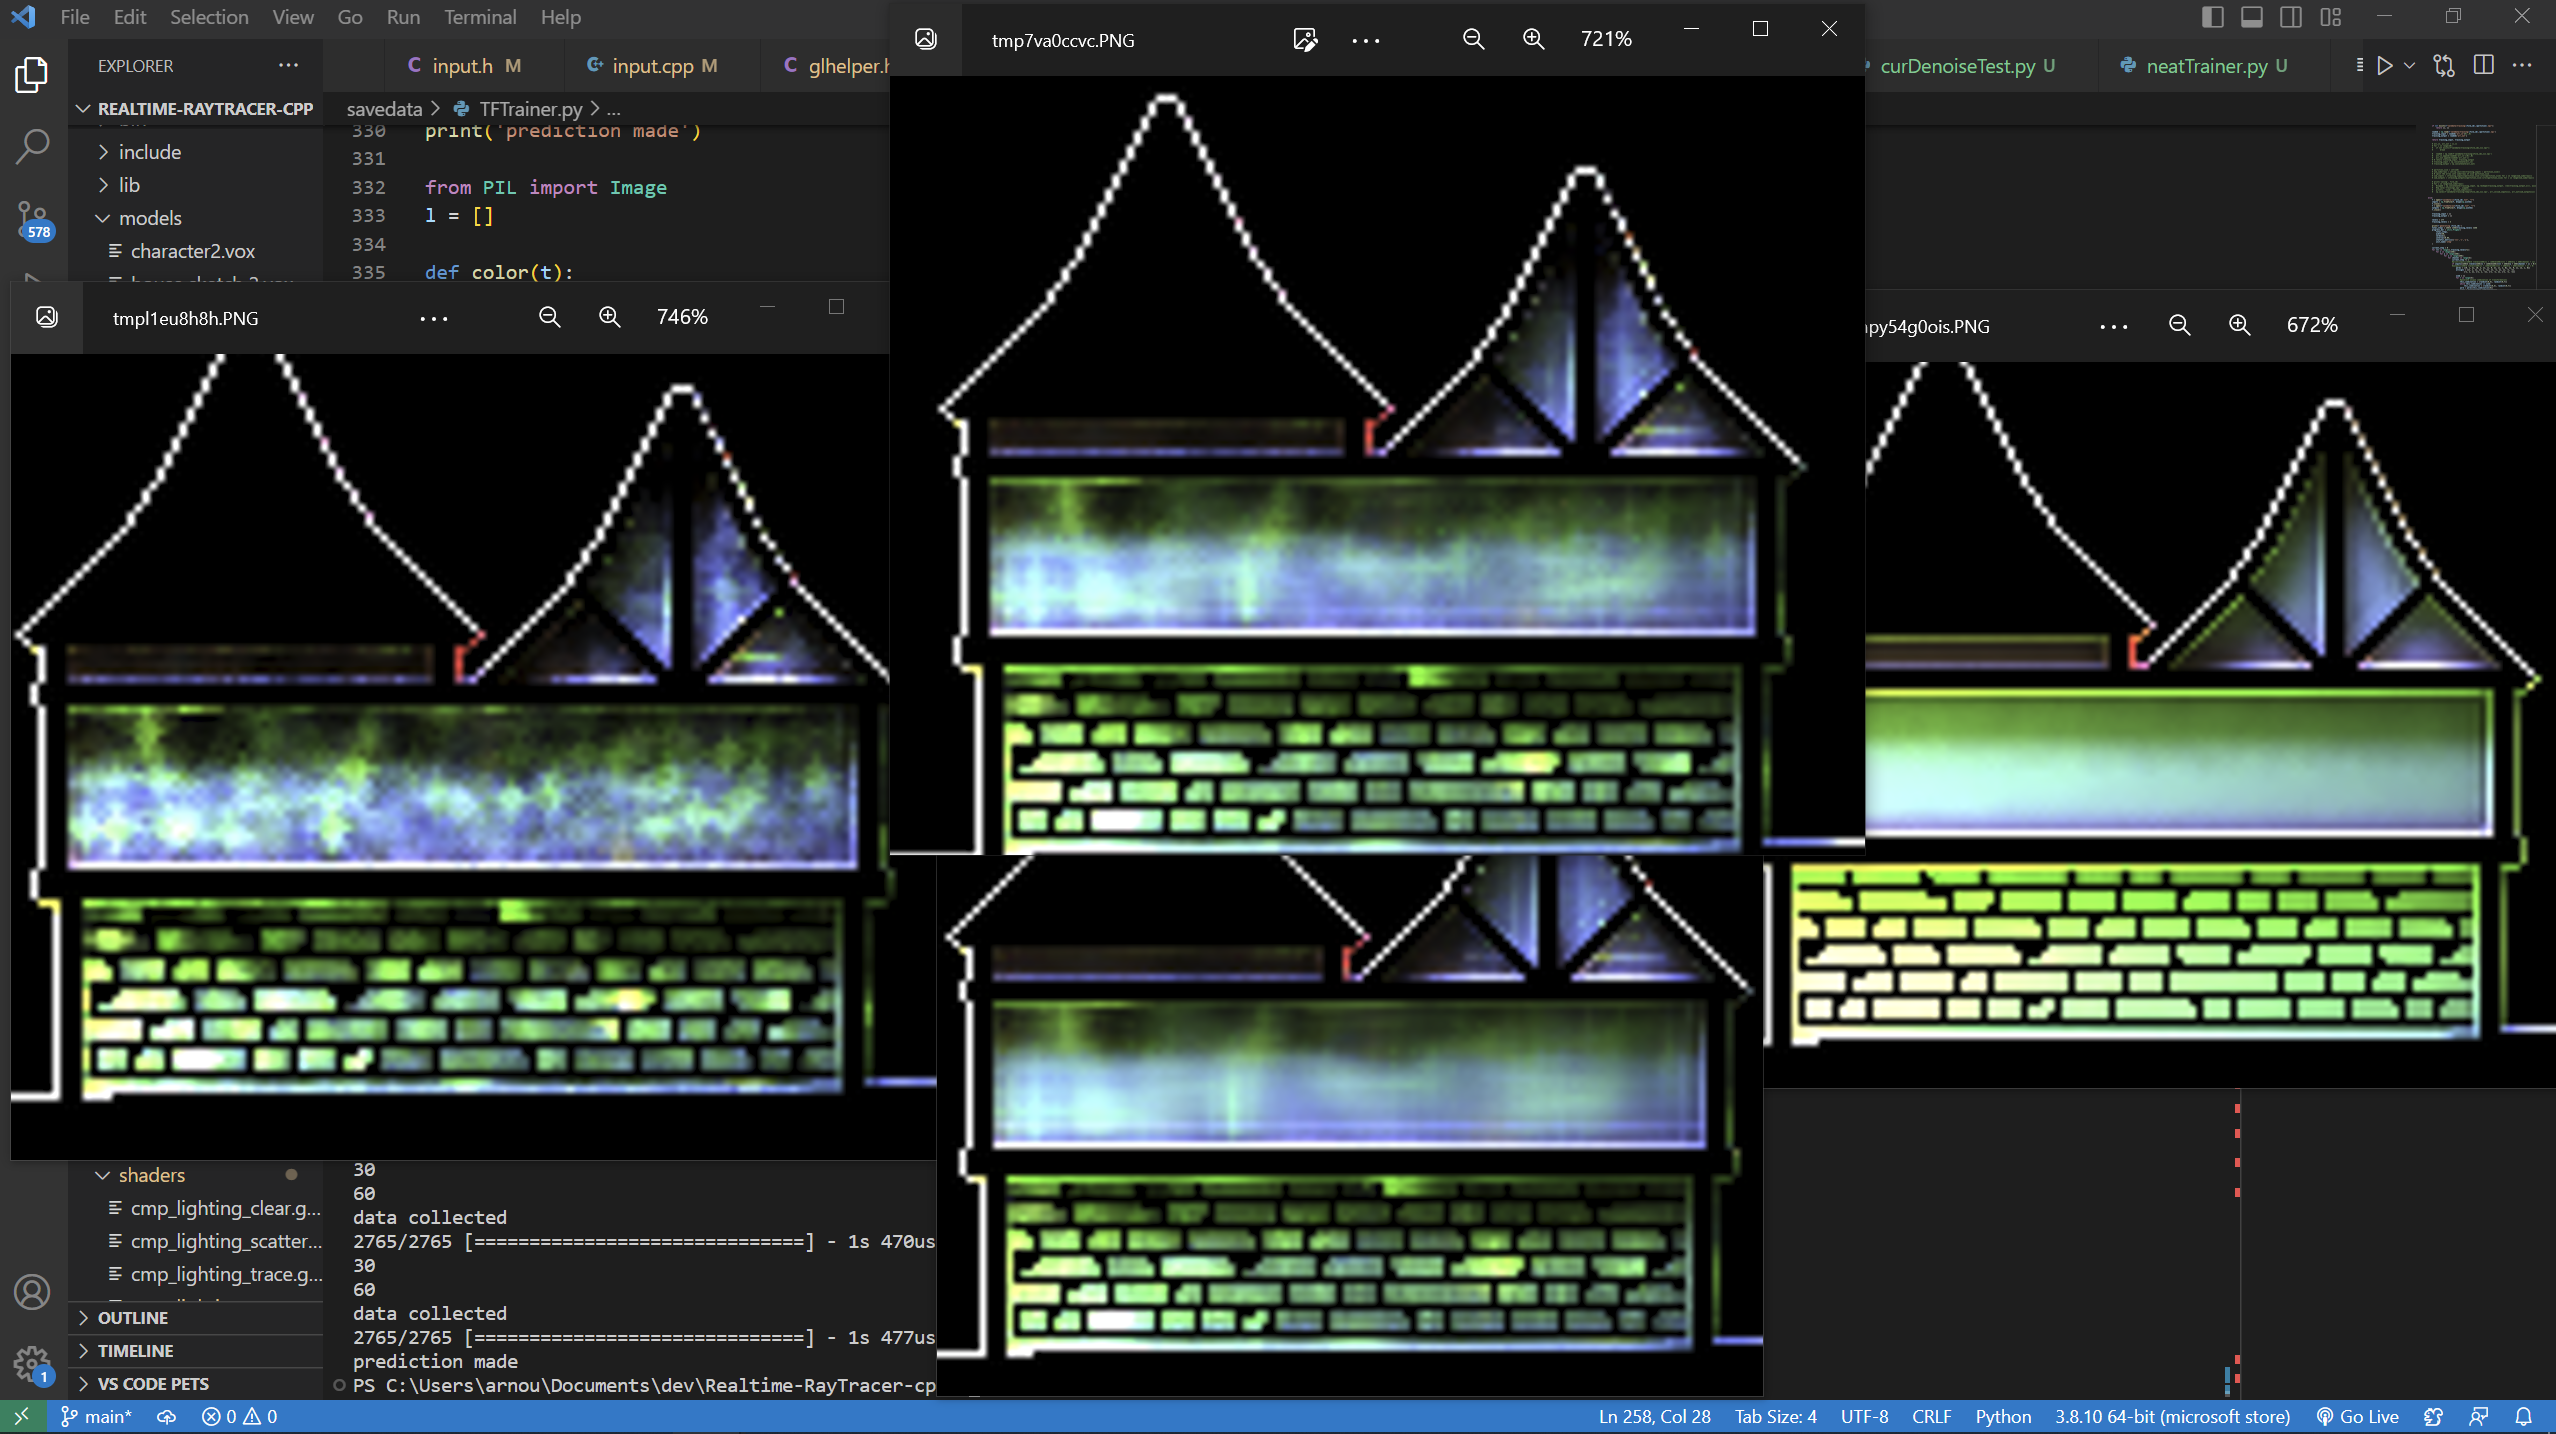 File Edit Selection View Go Run Terminal Help
EXPLORER
REALTIME-RAYTRACER-CPP
include
lib
models
character2.vox
578
input.h M
input.cpp M
glhelper.h
curDenoiseTest.py U
neatTrainer.py U
savedata > TFTrainer.py > ...
330 print('prediction made')
331
332 from PIL import Image
333 l = []
334
335 def color(t):
tmp7va0ccvc.PNG
721%
tmpl1eu8h8h.PNG
746%
py54g0ois.PNG
672%
shaders
cmp_lighting_clear.g...
cmp_lighting_scatter...
cmp_lighting_trace.g...
OUTLINE
TIMELINE
VS CODE PETS
1
30
60
data collected
2765/2765 [==============================] - 1s 470us
30
60
data collected
2765/2765 [==============================] - 1s 477us
prediction made
PS C:\Users\arnou\Documents\dev\Realtime-RayTracer-cp
main* 0 0
Ln 258, Col 28 Tab Size: 4 UTF-8 CRLF Python 3.8.10 64-bit (microsoft store) Go Live